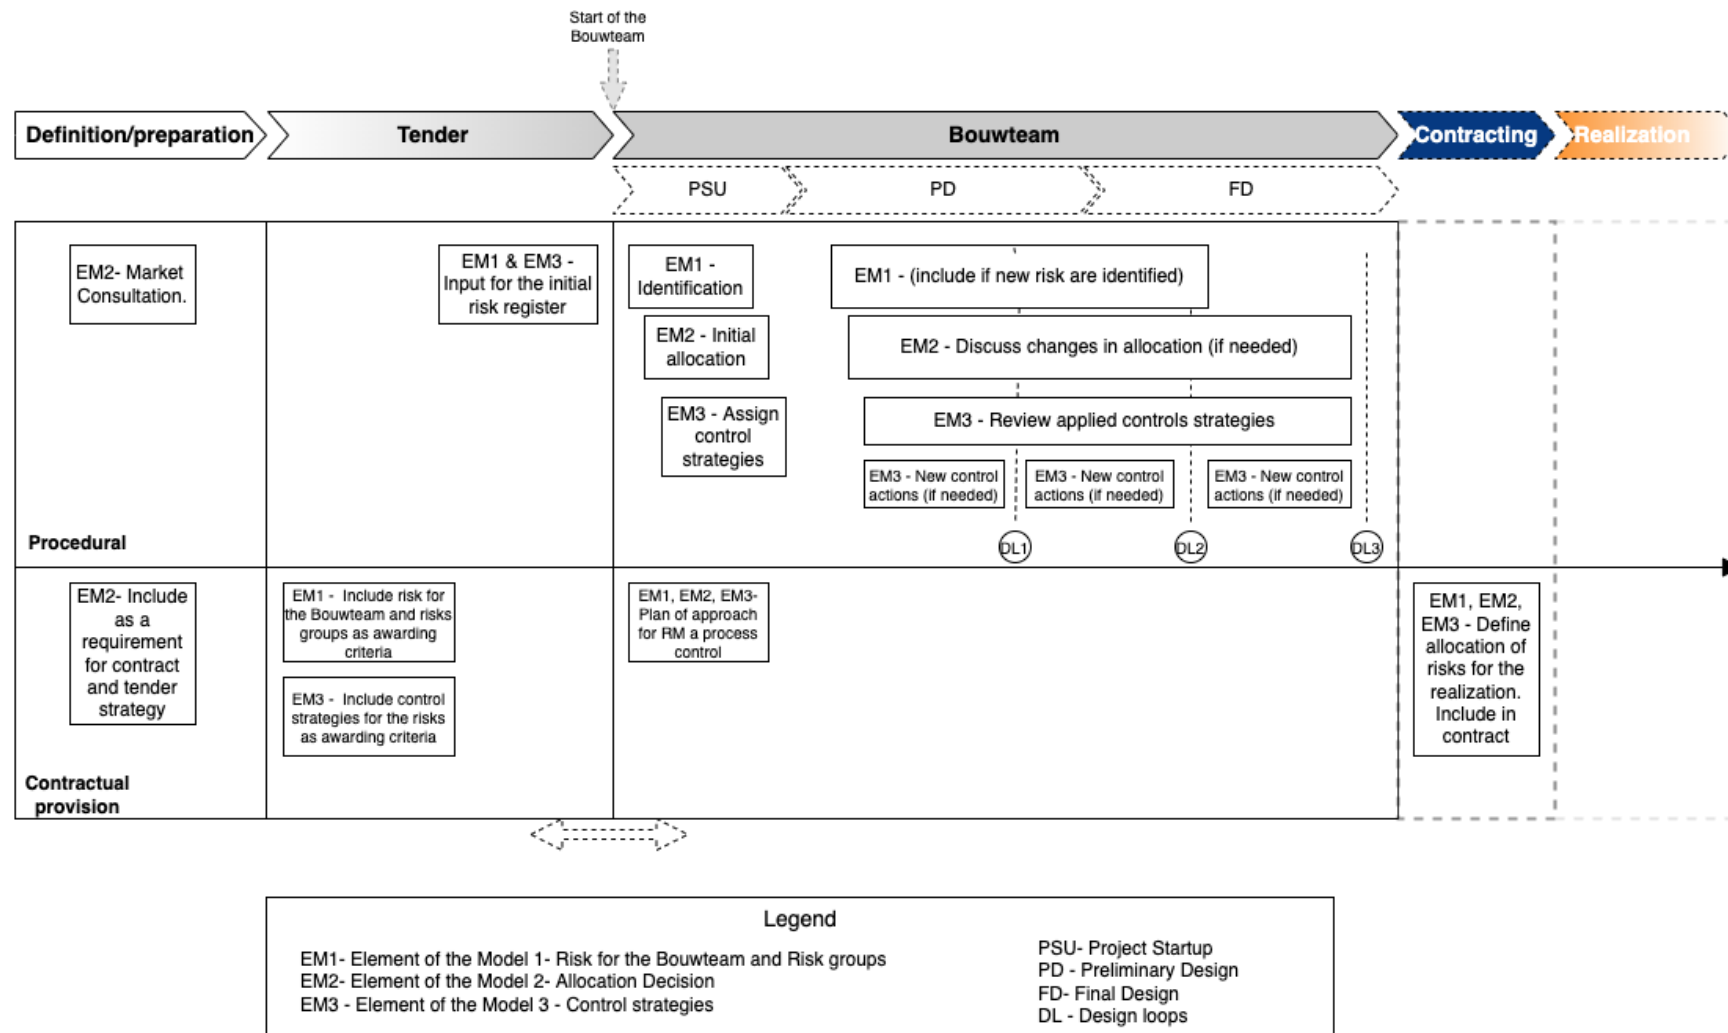 Start of the
Bouwteam
Definition/preparation
Tender
Bouwteam
Contracting
Realization
PSU
PD
FD
EM2- Market
Consultation.
EM1 & EM3 -
Input for the initial
risk register
EM1 -
Identification
EM2 - Initial
allocation
EM3 - Assign
control
strategies
EM1 - (include if new risk are identified)
EM2 - Discuss changes in allocation (if needed)
EM3 - Review applied controls strategies
EM3 - New control
actions (if needed)
EM3 - New control
actions (if needed)
EM3 - New control
actions (if needed)
DL1
DL2
DL3
Procedural
EM2- Include
as a
requirement
for contract
and tender
strategy
EM1 - Include risk for
the Bouwteam and risks
groups as awarding
criteria
EM3 - Include control
strategies for the risks
as awarding criteria
EM1, EM2, EM3-
Plan of approach
for RM a process
control
EM1, EM2,
EM3 - Define
allocation of
risks for the
realization.
Include in
contract
Contractual
provision
Legend
EM1- Element of the Model 1- Risk for the Bouwteam and Risk groups
EM2- Element of the Model 2- Allocation Decision
EM3 - Element of the Model 3 - Control strategies
PSU- Project Startup
PD - Preliminary Design
FD- Final Design
DL - Design loops